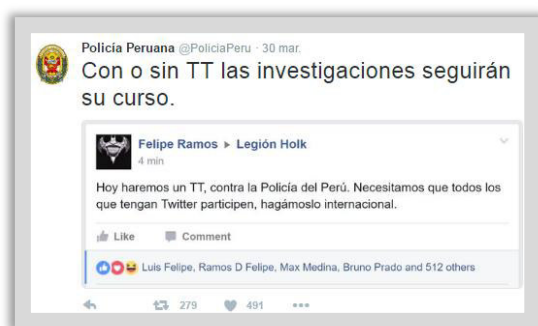 Policía Peruana @PoliciaPeru · 30 mar.
Con o sin TT las investigaciones seguirán
su curso.
Felipe Ramos ▸ Legión Holk
4 min
Hoy haremos un TT, contra la Policía del Perú. Necesitamos que todos los
que tengan Twitter participen, hagámoslo internacional.
Like Comment
Luis Felipe, Ramos D Felipe, Max Medina, Bruno Prado and 512 others
279 491